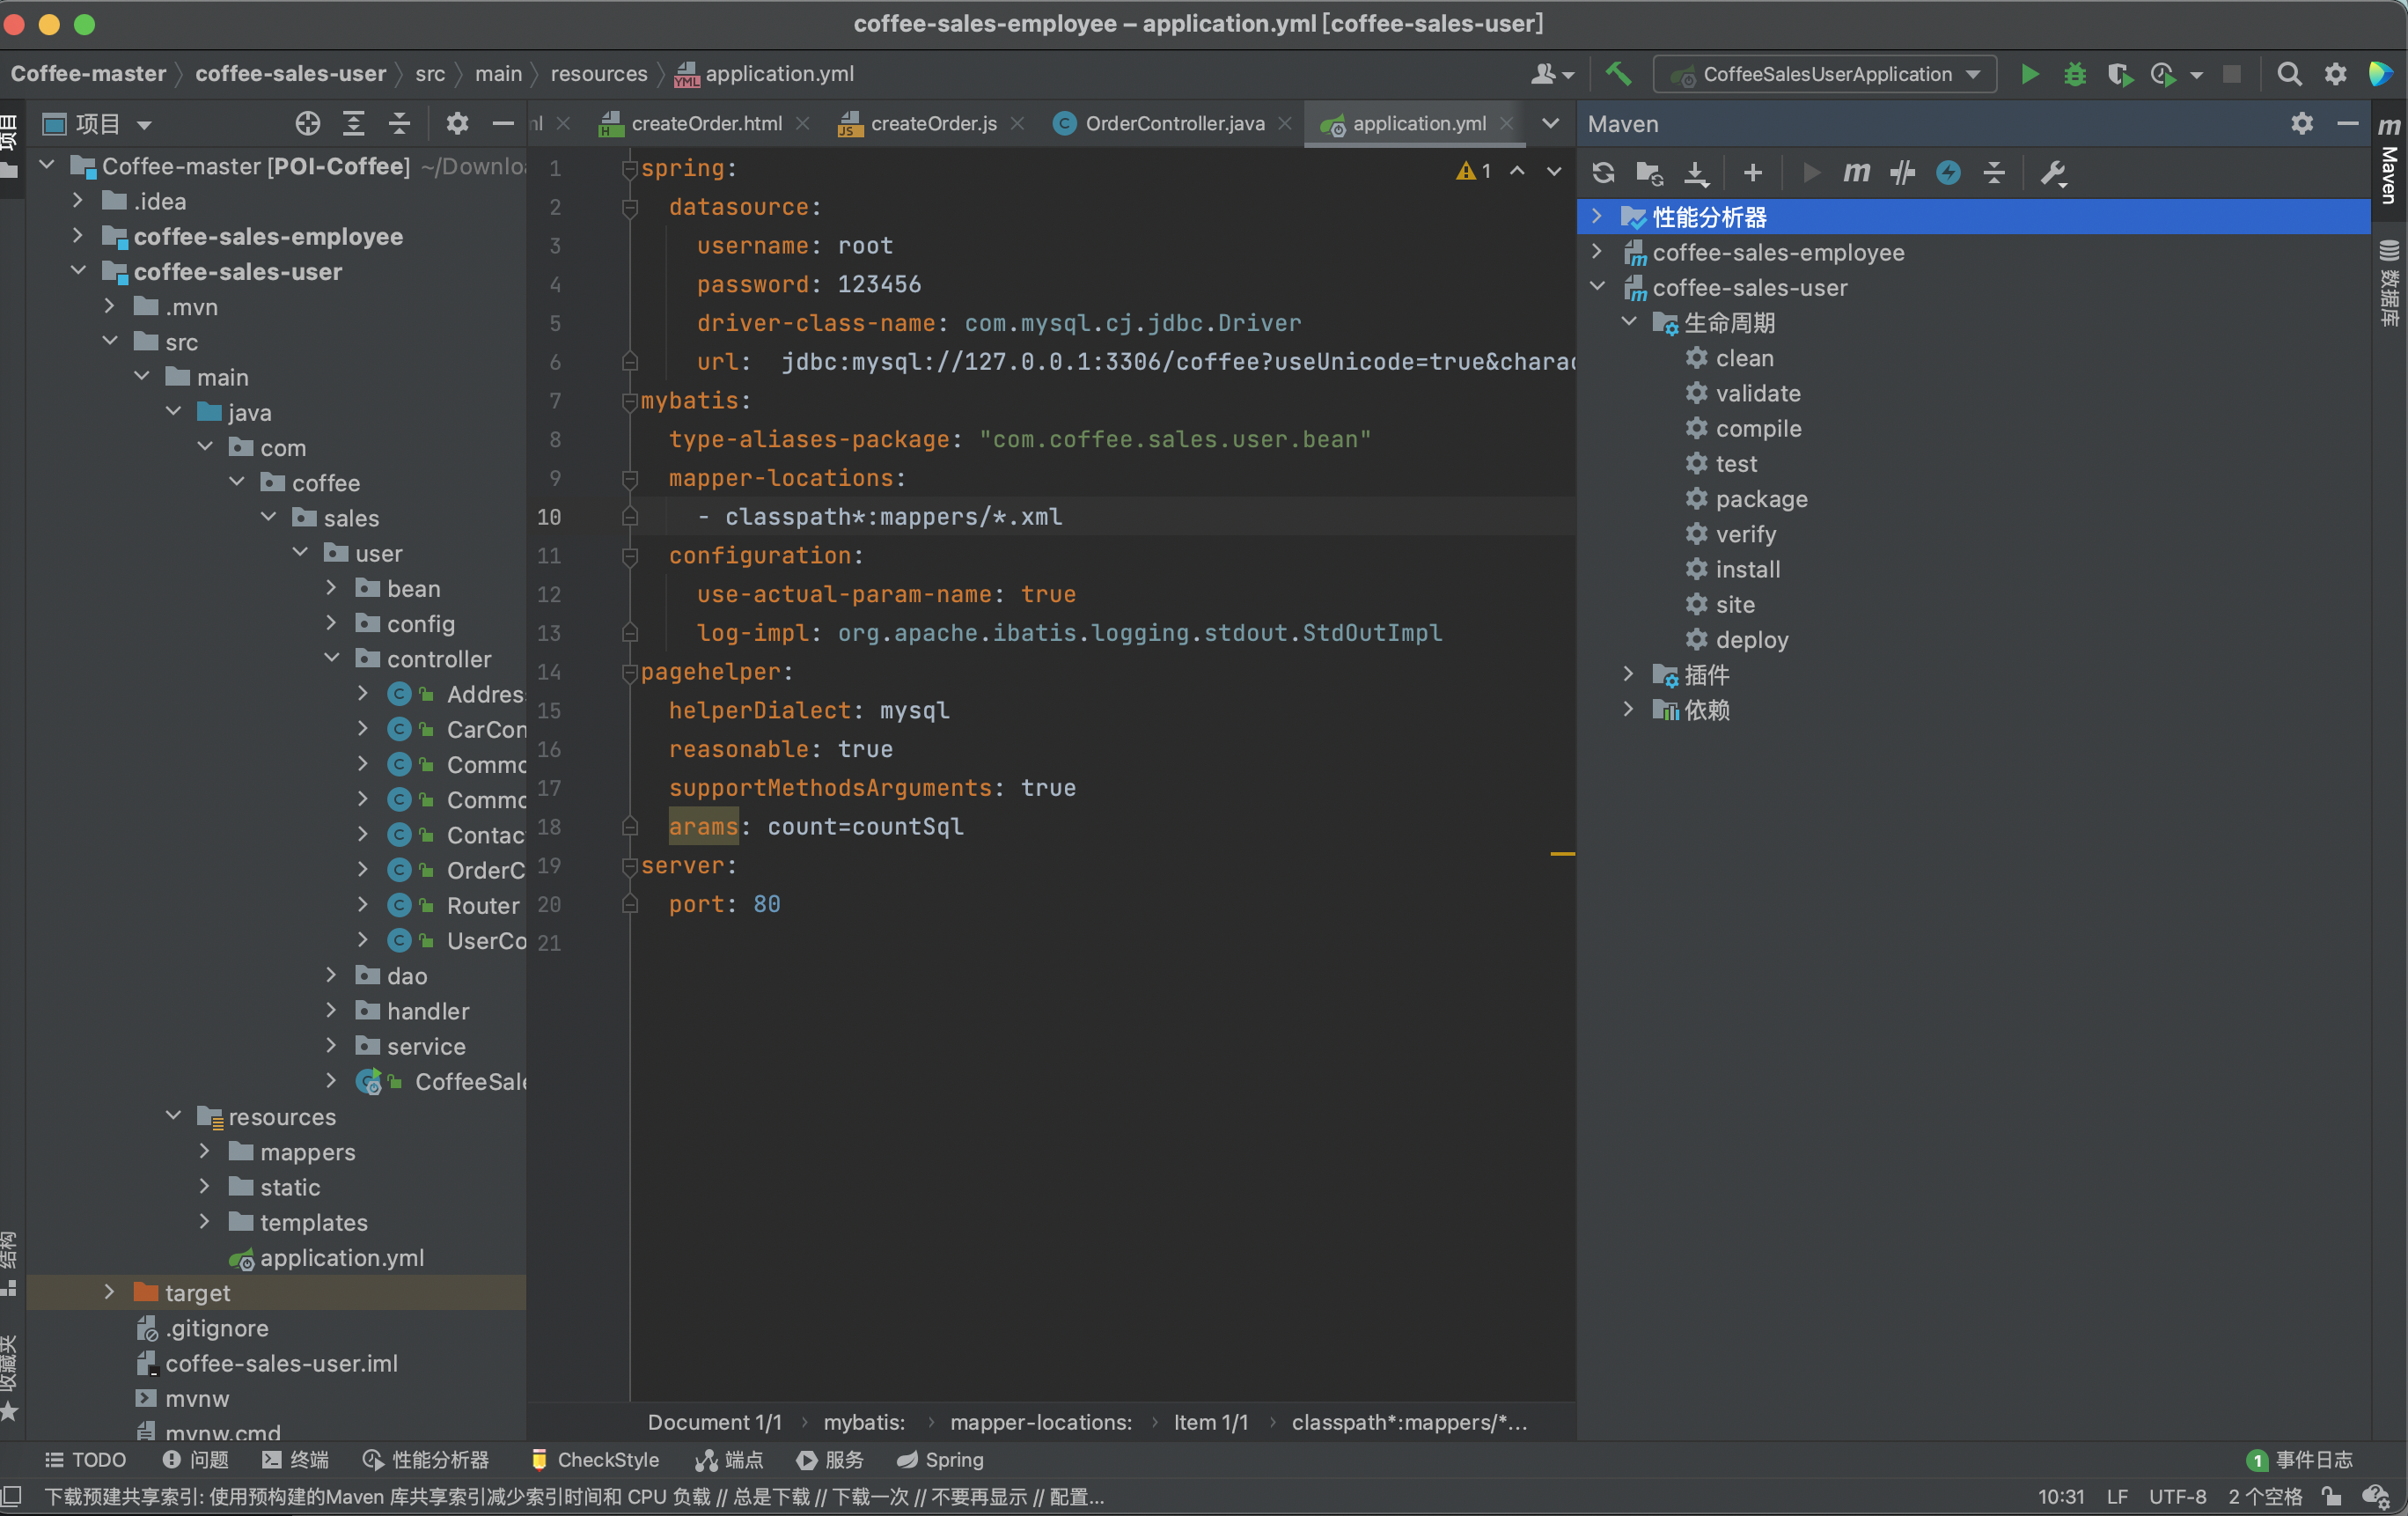 coffee-sales-employee – application.yml [coffee-sales-user]
Coffee-master
coffee-sales-user
src
main
resources
application.yml
CoffeeSalesUserApplication
项目
项目
结构
收藏夹
Coffee-master [POI-Coffee] ~/Downlo
.idea
coffee-sales-employee
coffee-sales-user
.mvn
src
main
java
com
coffee
sales
user
bean
config
controller
Addres
CarCon
Commo
Commo
Contac
OrderC
Router
UserCo
dao
handler
service
CoffeeSale
resources
mappers
static
templates
application.yml
target
.gitignore
coffee-sales-user.iml
mvnw
mvnw.cmd
ml
createOrder.html
createOrder.js
OrderController.java
application.yml
1
1 spring:
2 datasource:
3 username: root
4 password: 123456
5 driver-class-name: com.mysql.cj.jdbc.Driver
6 url:  jdbc:mysql://127.0.0.1:3306/coffee?useUnicode=true&charac
7 mybatis:
8 type-aliases-package: "com.coffee.sales.user.bean"
9 mapper-locations:
10 - classpath*:mappers/*.xml
11 configuration:
12 use-actual-param-name: true
13 log-impl: org.apache.ibatis.logging.stdout.StdOutImpl
14 pagehelper:
15 helperDialect: mysql
16 reasonable: true
17 supportMethodsArguments: true
18 arams: count=countSql
19 server:
20 port: 80
21
Document 1/1 › mybatis: › mapper-locations: › Item 1/1 › classpath*:mappers/*...
Maven
性能分析器
coffee-sales-employee
coffee-sales-user
生命周期
clean
validate
compile
test
package
verify
install
site
deploy
插件
依赖
Maven
数据库
TODO
问题
终端
性能分析器
CheckStyle
端点
服务
Spring
1 事件日志
下载预建共享索引: 使用预构建的Maven 库共享索引减少索引时间和 CPU 负载 // 总是下载 // 下载一次 // 不要再显示 // 配置...
10:31
LF
UTF-8
2 个空格